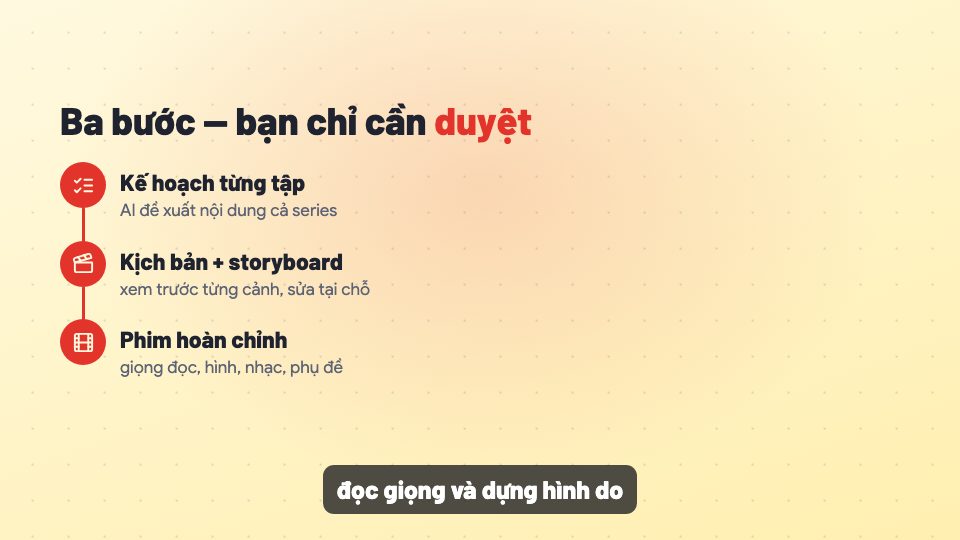 Ba bước – bạn chỉ cần duyệt
Kế hoạch từng tập
AI đề xuất nội dung cả series
Kịch bản + storyboard
xem trước từng cảnh, sửa tại chỗ
Phim hoàn chỉnh
giọng đọc, hình, nhạc, phụ đề
đọc giọng và dựng hình do